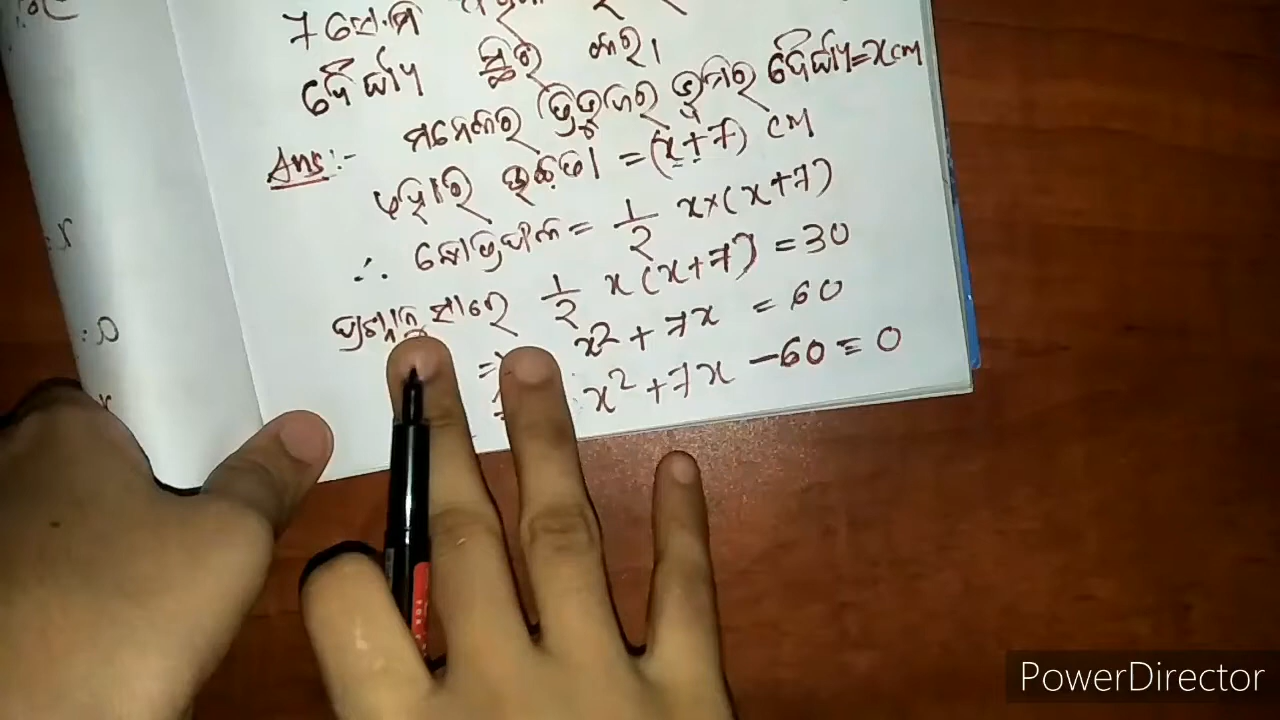 7 ସେ.ମି
ଦୈର୍ଘ୍ୟ ସ୍ଥିର କର।
Ans:- ମନେକର ତ୍ରିଭୁଜର ଭୂମିର ଦୈର୍ଘ୍ୟ = x cm
ଉଚ୍ଚତା = (x+7) cm
∴ କ୍ଷେତ୍ରଫଳ = 1/2 x×(x+7)
ପ୍ରଶ୍ନାନୁସାରେ 1/2 x(x+7) = 30
=> x² + 7x = 60
x² + 7x - 60 = 0
PowerDirector